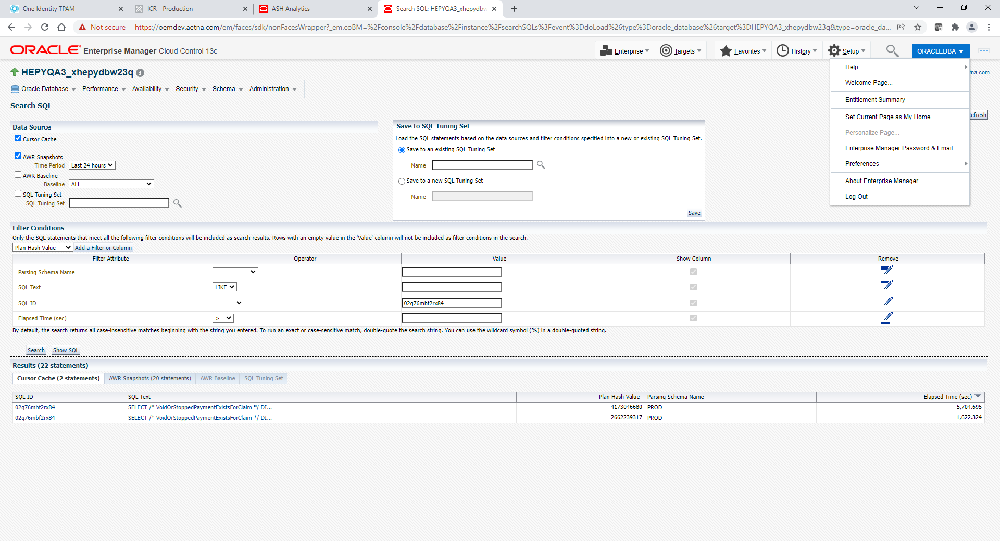 One Identity TPAM
ICR - Production
ASH Analytics
Search SQL: HEPYQA3_xhepydbw
Not secure
https://oemdev.aetna.com/em/faces/sdk/nonFacesWrapper?_em.coBM=%2Fconsole%2Fdatabase%2Finstance%2FsearchSQLs%3Fevent%3DdoLoad%26type%3Doracle_database%26target%3DHEPYQA3_xhepydbw23q&type=oracle_da...
ORACLE Enterprise Manager Cloud Control 13c
Enterprise
Targets
Favorites
History
Setup
ORACLEDBA
HEPYQA3_xhepydbw23q
tna.com
Oracle Database
Performance
Availability
Security
Schema
Administration
Help
Welcome Page...
Entitlement Summary
Set Current Page as My Home
Personalize Page...
Enterprise Manager Password & Email
Preferences
About Enterprise Manager
Log Out
Search SQL
efresh
Data Source
Cursor Cache
AWR Snapshots
Time Period Last 24 hours
AWR Baseline
Baseline ALL
SQL Tuning Set
SQL Tuning Set
Save to SQL Tuning Set
Load the SQL statements based on the data sources and filter conditions specified into a new or existing SQL Tuning Set.
Save to an existing SQL Tuning Set
Name
Save to a new SQL Tuning Set
Name
Save
Filter Conditions
Only the SQL statements that meet all the following filter conditions will be included as search results. Rows with an empty value in the 'Value' column will not be included as filter conditions in the search.
Plan Hash Value Add a Filter or Column
Filter Attribute Operator Value Show Column Remove
Parsing Schema Name =
SQL Text LIKE
SQL ID = 02q76mbf2rx84
Elapsed Time (sec) >=
By default, the search returns all case-insensitive matches beginning with the string you entered. To run an exact or case-sensitive match, double-quote the search string. You can use the wildcard symbol (%) in a double-quoted string.
Search Show SQL
Results (22 statements)
Cursor Cache (2 statements) AWR Snapshots (20 statements) AWR Baseline SQL Tuning Set
SQL ID SQL Text Plan Hash Value Parsing Schema Name Elapsed Time (sec)
02q76mbf2rx84 SELECT /* VoidOrStoppedPaymentExistsForClaim */ DI... 4173046680 PROD 5,704.695
02q76mbf2rx84 SELECT /* VoidOrStoppedPaymentExistsForClaim */ DI... 2662239317 PROD 1,622.324